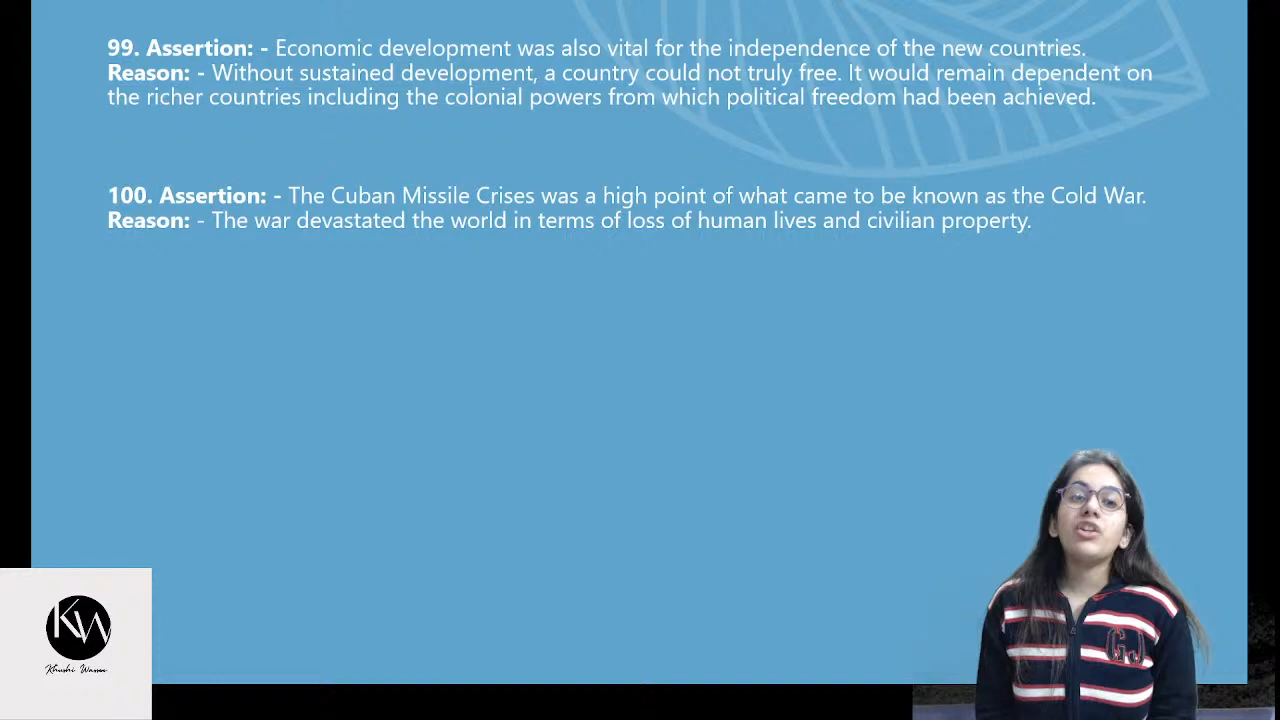 99. Assertion: - Economic development was also vital for the independence of the new countries.
Reason: - Without sustained development, a country could not truly free. It would remain dependent on
the richer countries including the colonial powers from which political freedom had been achieved.
100. Assertion: - The Cuban Missile Crises was a high point of what came to be known as the Cold War.
Reason: - The war devastated the world in terms of loss of human lives and civilian property.
KW
Khushi Wassan
GJ